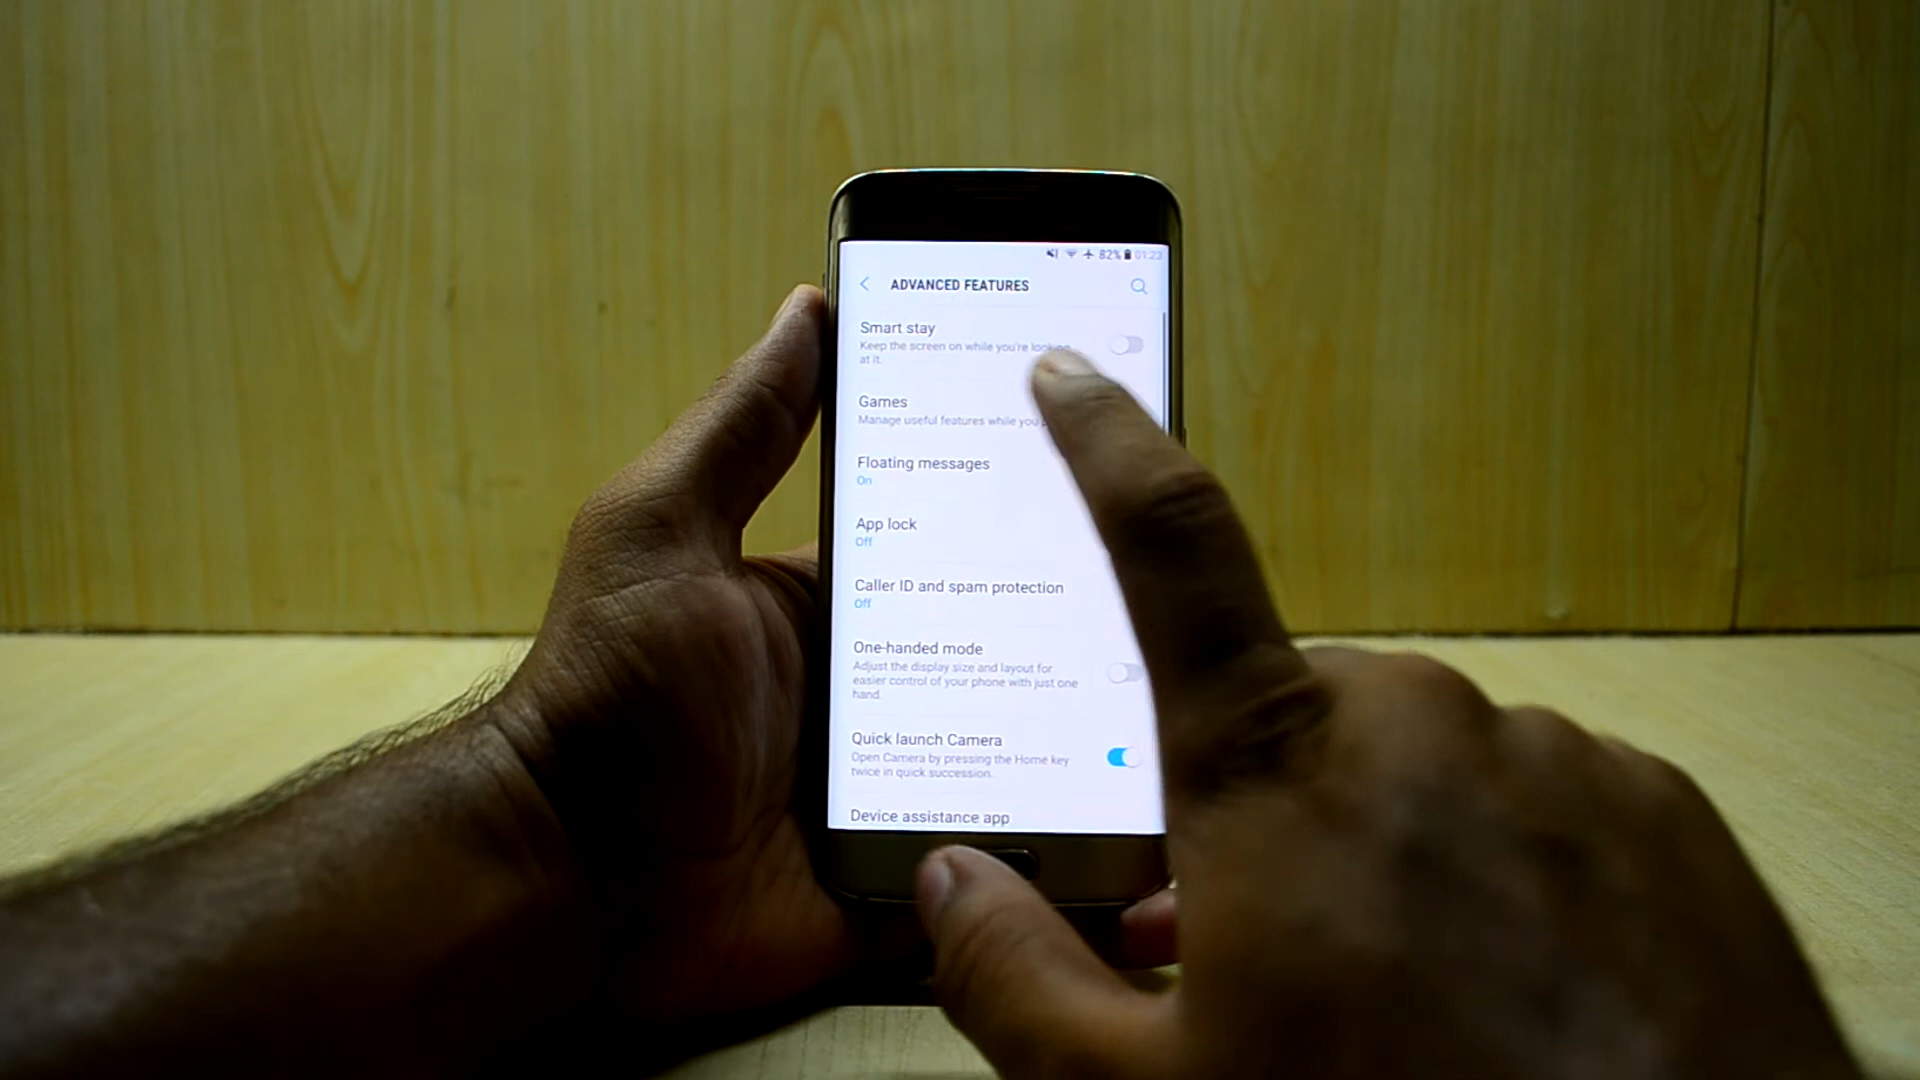 82% 01:23
ADVANCED FEATURES
Smart stay
Keep the screen on while you're looking
at it.
Games
Manage useful features while you
Floating messages
On
App lock
Off
Caller ID and spam protection
Off
One-handed mode
Adjust the display size and layout for
easier control of your phone with just one
hand.
Quick launch Camera
Open Camera by pressing the Home key
twice in quick succession.
Device assistance app